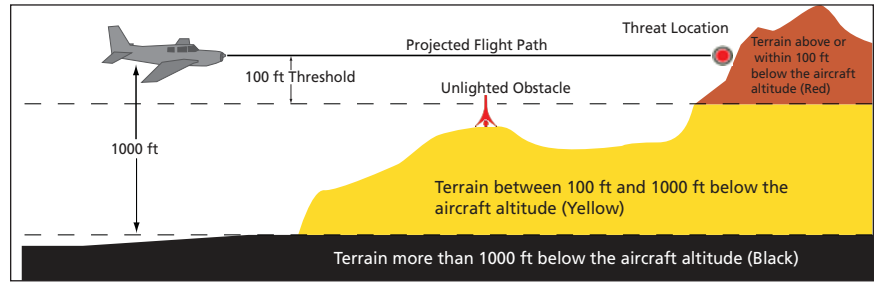 Threat Location
Projected Flight Path
Terrain above or
within 100 ft
below the aircraft
altitude (Red)
100 ft Threshold
Unlighted Obstacle
1000 ft
Terrain between 100 ft and 1000 ft below the
aircraft altitude (Yellow)
Terrain more than 1000 ft below the aircraft altitude (Black)